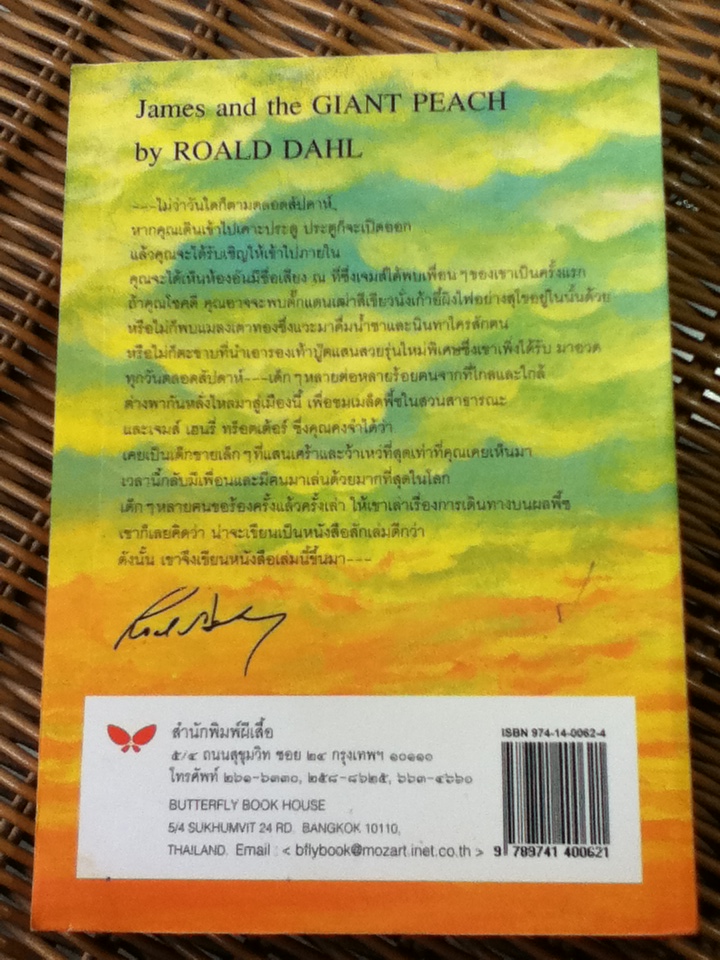 James and the GIANT PEACH
by ROALD DAHL
---ไม่ว่าวันใดก็ตามตลอดสัปดาห์
หากคุณเดินเข้าไปเคาะประตู ประตูก็จะเปิดออก
แล้วคุณจะได้รับเชิญให้เข้าไปภายใน
คุณจะได้เห็นห้องอันมีชื่อเสียง ณ ที่ซึ่งเจมส์ได้พบเพื่อน ๆ ของเขาเป็นครั้งแรก
ถ้าคุณโชคดี คุณอาจจะพบตั๊กแตนเฒ่าสีเขียวนั่งเก้าอี้ผิงไฟอย่างสุโขอยู่ในนั้นด้วย
หรือไม่ก็พบแมลงเต่าทองซึ่งแวะมาดื่มน้ำชาและนินทาใครสักคน
หรือไม่ก็ตะขาบที่นำเอารองเท้าบู๊ตแสนสวยรุ่นใหม่พิเศษซึ่งเขาเพิ่งได้รับ มาอวด
ทุกวันตลอดสัปดาห์---เด็ก ๆ หลายต่อหลายร้อยคนจากที่ไกลและใกล้
ต่างพากันหลั่งไหลมาสู่เมืองนี้ เพื่อชมเมล็ดพี้ชในสวนสาธารณะ
และเจมส์ เฮนรี่ ทร็อตเต้อร์ ซึ่งคุณคงจำได้ว่า
เคยเป็นเด็กชายเล็ก ๆ ที่แสนเศร้าและว้าเหว่ที่สุดเท่าที่คุณเคยเห็นมา
เวลานี้กลับมีเพื่อนและมีคนมาเล่นด้วยมากที่สุดในโลก
เด็ก ๆ หลายคนขอร้องครั้งแล้วครั้งเล่า ให้เขาเล่าเรื่องการเดินทางบนผลพี้ช
เขาก็เลยคิดว่า น่าจะเขียนเป็นหนังสือสักเล่มดีกว่า
ดังนั้น เขาจึงเขียนหนังสือเล่มนี้ขึ้นมา---
สำนักพิมพ์ผีเสื้อ
๕/๔ ถนนสุขุมวิท ซอย ๒๔ กรุงเทพฯ ๑๐๑๑๐
โทรศัพท์ ๒๖๑-๖๓๓๐, ๒๕๘-๘๖๒๕, ๖๖๓-๔๖๖๐
BUTTERFLY BOOK HOUSE
5/4 SUKHUMVIT 24 RD. BANGKOK 10110,
THAILAND. Email : < bflybook@mozart.inet.co.th >
ISBN 974-14-0062-4
9 789741 400621